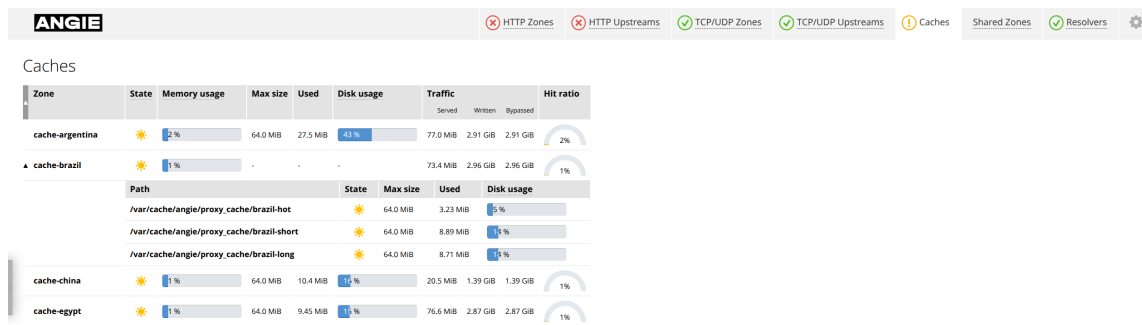 ANGIE HTTP Zones HTTP Upstreams TCP/UDP Zones TCP/UDP Upstreams Caches Shared Zones Resolvers
Caches
Zone State Memory usage Max size Used Disk usage Traffic Hit ratio
Served Written Bypassed
cache-argentina 2 % 64.0 MiB 27.5 MiB 43 % 77.0 MiB 2.91 GiB 2.91 GiB 2%
▲ cache-brazil 1 % - - - 73.4 MiB 2.96 GiB 2.96 GiB 1%
Path State Max size Used Disk usage
/var/cache/angie/proxy_cache/brazil-hot 64.0 MiB 3.23 MiB 5 %
/var/cache/angie/proxy_cache/brazil-short 64.0 MiB 8.89 MiB 14 %
/var/cache/angie/proxy_cache/brazil-long 64.0 MiB 8.71 MiB 14 %
cache-china 1 % 64.0 MiB 10.4 MiB 16 % 20.5 MiB 1.39 GiB 1.39 GiB 1%
cache-egypt 1 % 64.0 MiB 9.45 MiB 15 % 76.6 MiB 2.87 GiB 2.87 GiB 1%